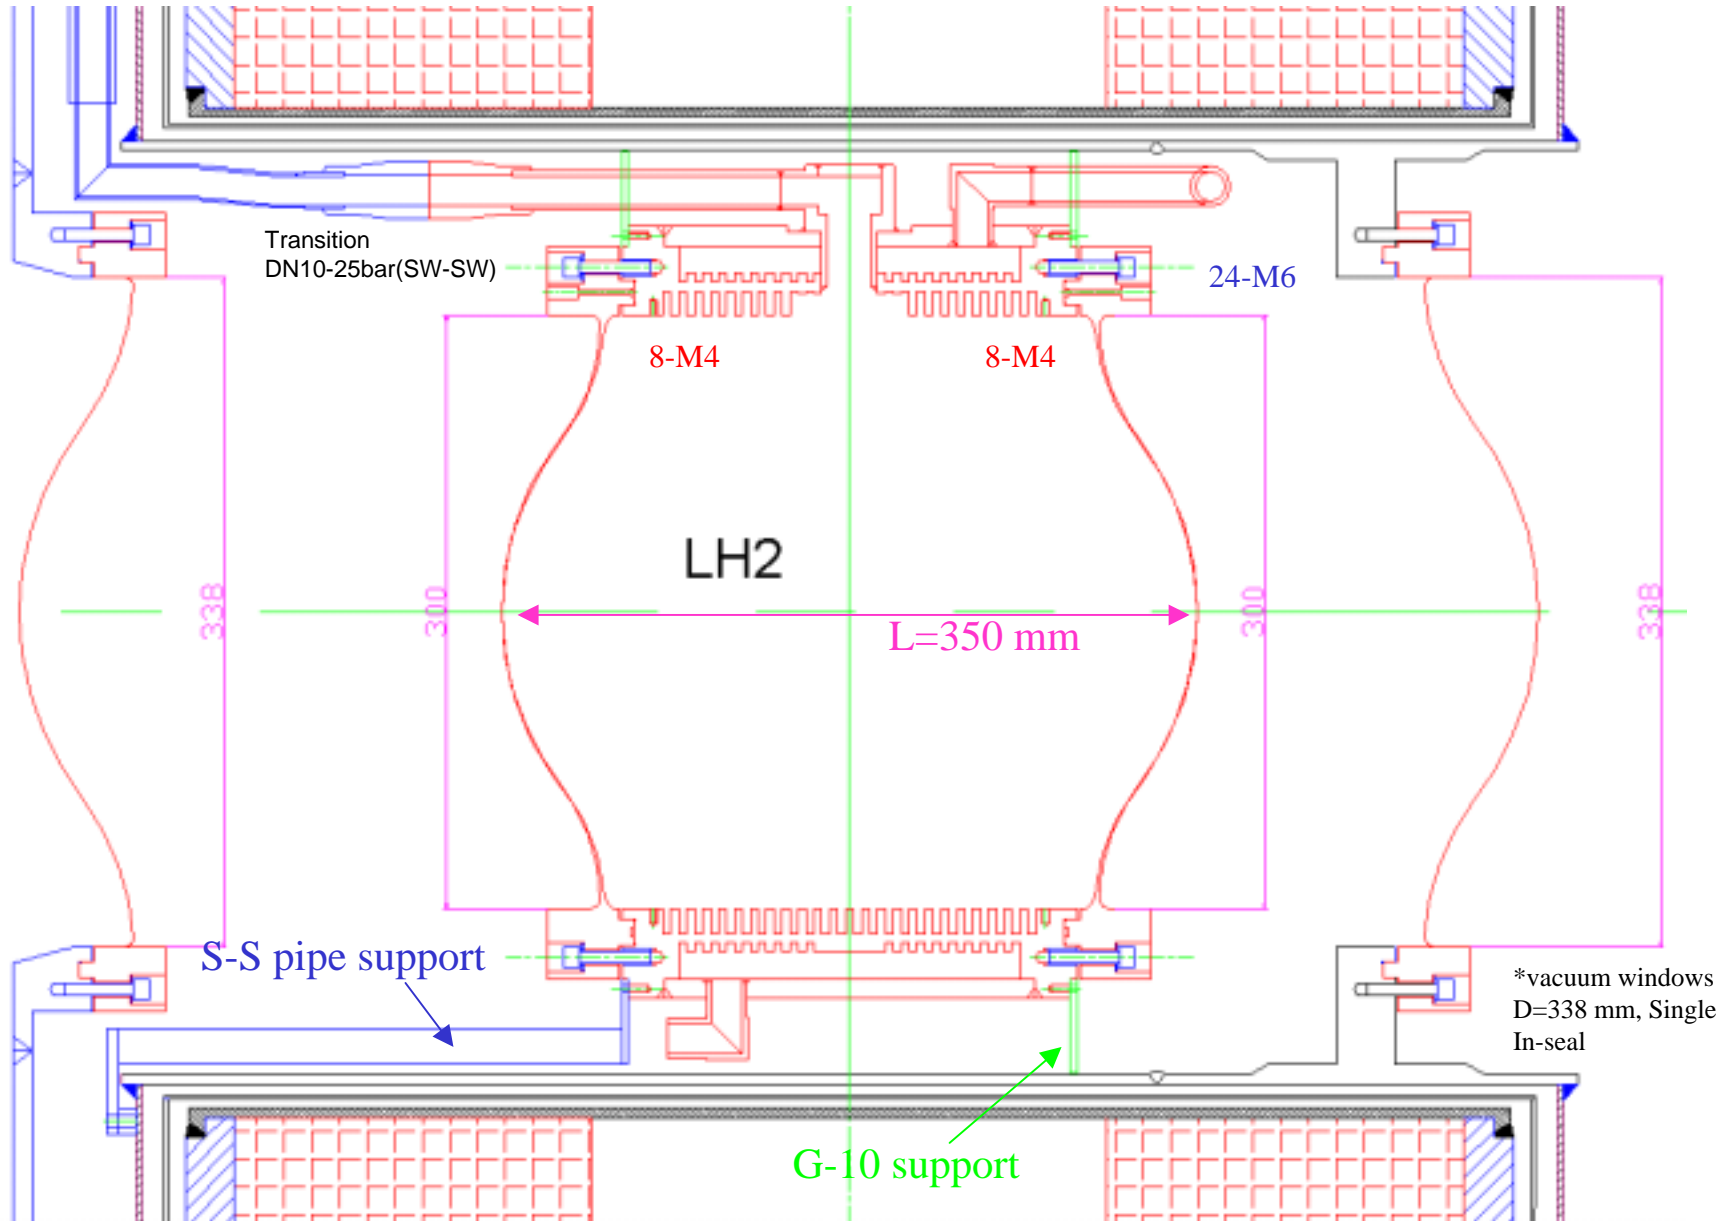 Transition
DN10-25bar(SW-SW)
24-M6
8-M4
8-M4
LH2
338
300
L=350 mm
300
338
S-S pipe support
*vacuum windows
D=338 mm, Single
In-seal
G-10 support